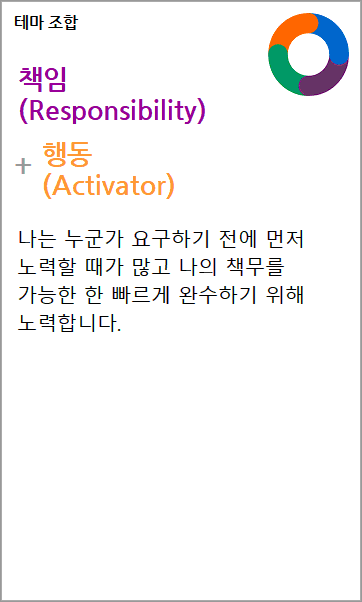 테마 조합
책임
(Responsibility)
+ 행동
(Activator)
나는 누군가 요구하기 전에 먼저
노력할 때가 많고 나의 책무를
가능한 한 빠르게 완수하기 위해
노력합니다.